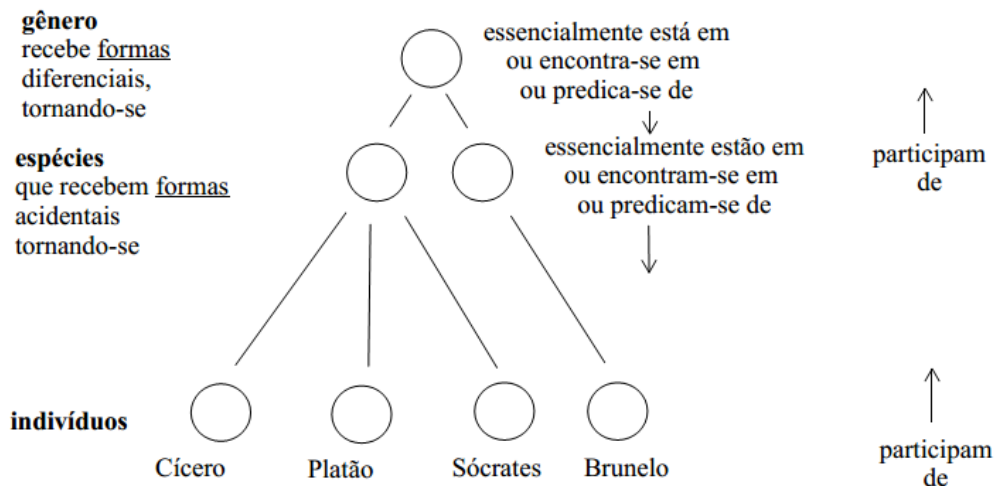 gênero
recebe formas
diferenciais,
tornando-se
essencialmente está em
ou encontra-se em
ou predica-se de
espécies
que recebem formas
acidentais
tornando-se
essencialmente estão em
ou encontram-se em
ou predicam-se de
participam
de
indivíduos
Cícero
Platão
Sócrates
Brunelo
participam
de